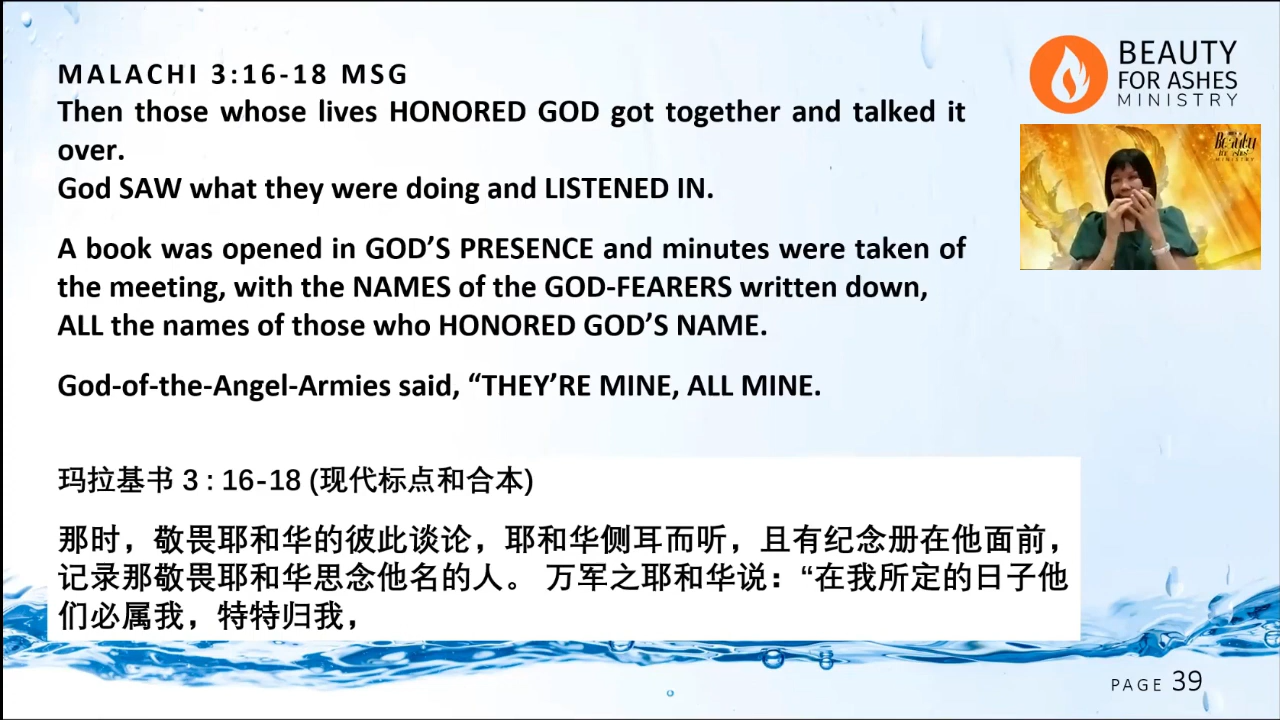 MALACHI 3:16-18 MSG
Then those whose lives HONORED GOD got together and talked it
over.
God SAW what they were doing and LISTENED IN.
A book was opened in GOD’S PRESENCE and minutes were taken of
the meeting, with the NAMES of the GOD-FEARERS written down,
ALL the names of those who HONORED GOD’S NAME.
God-of-the-Angel-Armies said, “THEY’RE MINE, ALL MINE.
玛拉基书 3 : 16-18 (现代标点和合本)
那时，敬畏耶和华的彼此谈论，耶和华侧耳而听，且有纪念册在他面前，
记录那敬畏耶和华思念他名的人。 万军之耶和华说：“在我所定的日子他
们必属我，特特归我，
BEAUTY
FOR ASHES
MINISTRY
Beauty
for Ashes
MINISTRY
PAGE 39